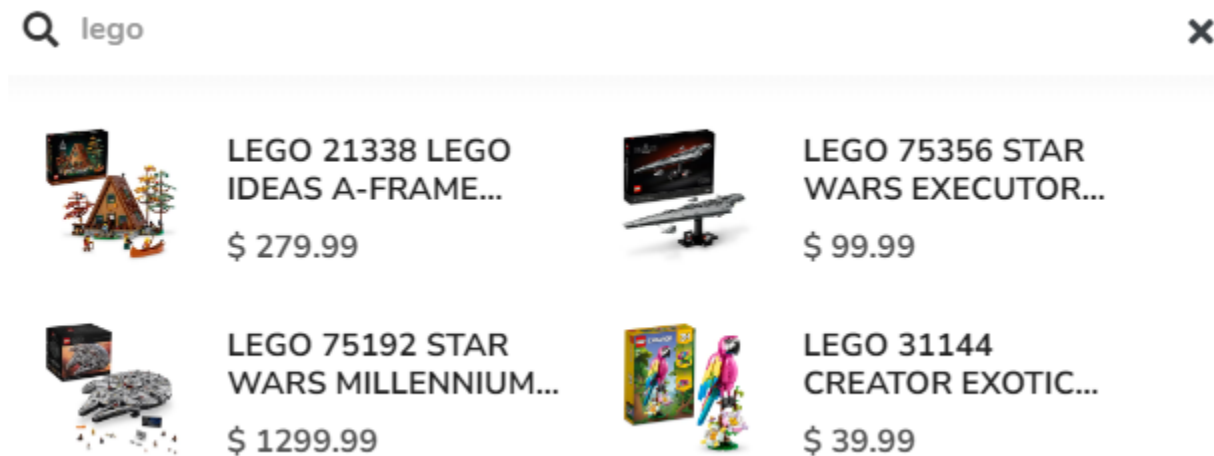 lego
LEGO 21338 LEGO
IDEAS A-FRAME...
$ 279.99
LEGO 75356 STAR
WARS EXECUTOR...
$ 99.99
LEGO 75192 STAR
WARS MILLENNIUM...
$ 1299.99
LEGO 31144
CREATOR EXOTIC...
$ 39.99